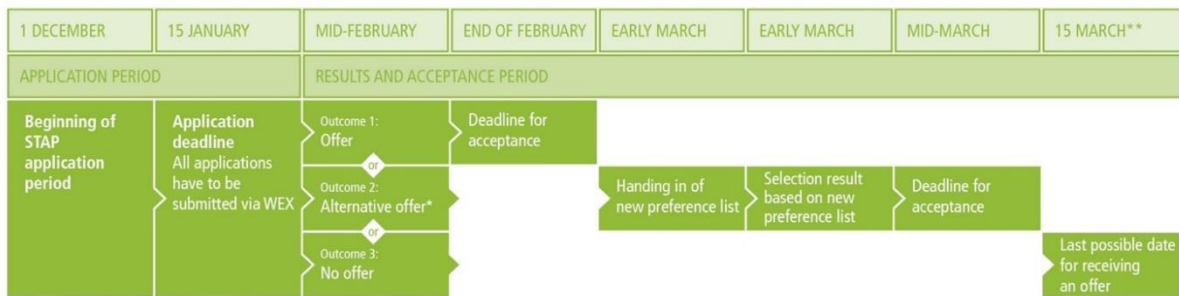 1 DECEMBER
15 JANUARY
MID-FEBRUARY
END OF FEBRUARY
EARLY MARCH
EARLY MARCH
MID-MARCH
15 MARCH**
APPLICATION PERIOD
RESULTS AND ACCEPTANCE PERIOD
Beginning of
STAP
application
period
Application
deadline
All applications
have to be
submitted via WEX
Outcome 1:
Offer
or
Outcome 2:
Alternative offer*
or
Outcome 3:
No offer
Deadline for
acceptance
Handing in of
new preference list
Selection result
based on new
preference list
Deadline for
acceptance
Last possible date
for receiving
an offer